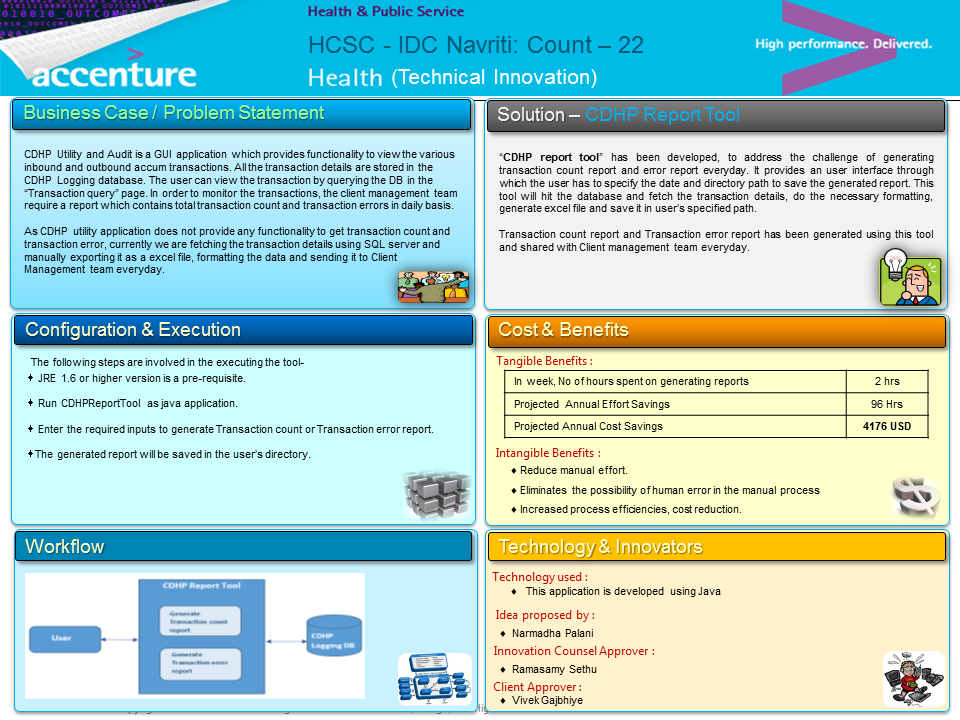 Health & Public Service
HCSC - IDC Navriti: Count – 22
Health (Technical Innovation)
High performance. Delivered.
accenture
Business Case / Problem Statement
CDHP Utility and Audit is a GUI application which provides functionality to view the various
inbound and outbound accum transactions. All the transaction details are stored in the
CDHP Logging database. The user can view the transaction by querying the DB in the
“Transaction query” page. In order to monitor the transactions, the client management team
require a report which contains total transaction count and transaction errors in daily basis.
As CDHP utility application does not provide any functionality to get transaction count and
transaction error, currently we are fetching the transaction details using SQL server and
manually exporting it as a excel file, formatting the data and sending it to Client
Management team everyday.
Solution – CDHP Report Tool
“CDHP report tool” has been developed, to address the challenge of generating
transaction count report and error report everyday. It provides an user interface through
which the user has to specify the date and directory path to save the generated report. This
tool will hit the database and fetch the transaction details, do the necessary formatting,
generate excel file and save it in user’s specified path.
Transaction count report and Transaction error report has been generated using this tool
and shared with Client management team everyday.
Configuration & Execution
The following steps are involved in the executing the tool-
JRE 1.6 or higher version is a pre-requisite.
Run CDHPReportTool as java application.
Enter the required inputs to generate Transaction count or Transaction error report.
The generated report will be saved in the user’s directory.
Cost & Benefits
Tangible Benefits :
In week, No of hours spent on generating reports 2 hrs
Projected Annual Effort Savings 96 Hrs
Projected Annual Cost Savings 4176 USD
Intangible Benefits :
♦ Reduce manual effort.
♦ Eliminates the possibility of human error in the manual process
♦ Increased process efficiencies, cost reduction.
Workflow
CDHP Report Tool
Generate
Transaction count
report
User
CDHP
Logging DB
Generate
Transaction error
report
Technology & Innovators
Technology used :
♦ This application is developed using Java
Idea proposed by :
♦ Narmadha Palani
Innovation Counsel Approver :
♦ Ramasamy Sethu
Client Approver :
♦ Vivek Gajbhiye